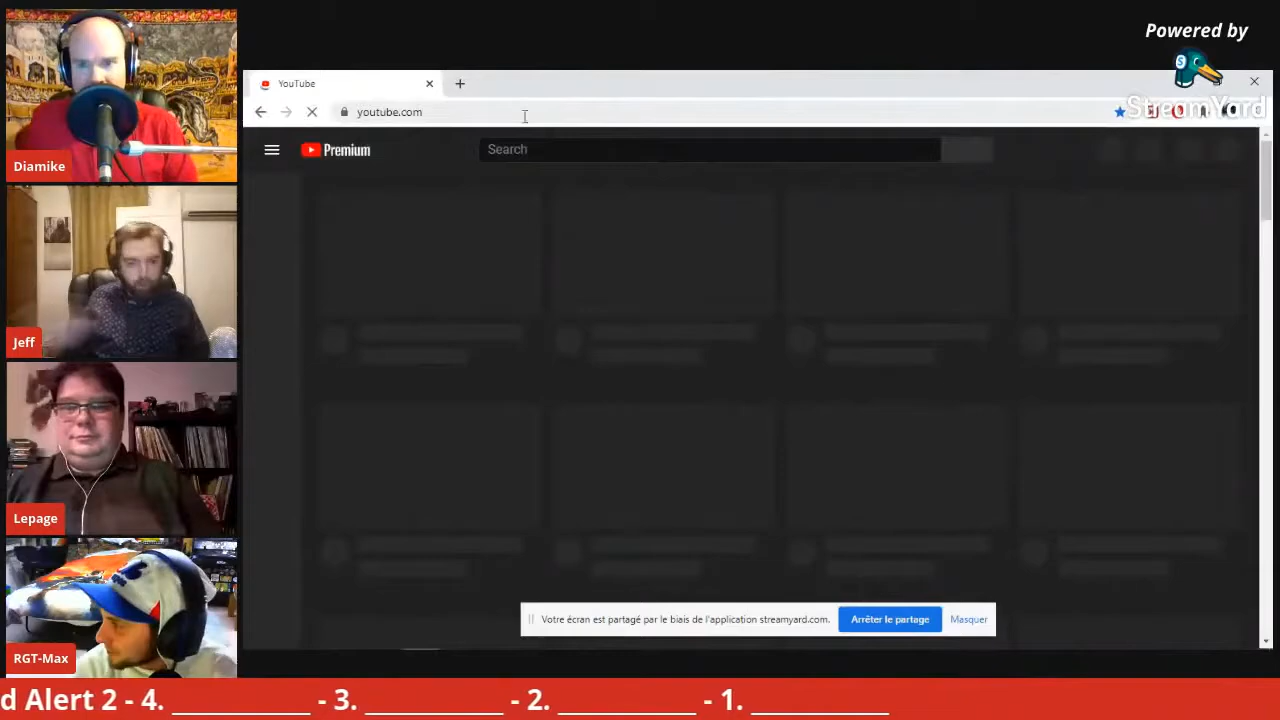 Powered by
StreamYard
YouTube
youtube.com
Premium
Search
Diamike
Jeff
Lepage
RGT-Max
Votre écran est partagé par le biais de l'application streamyard.com.
Arrêter le partage
Masquer
d Alert 2 - 4. __________ - 3. __________ - 2. __________ - 1. __________